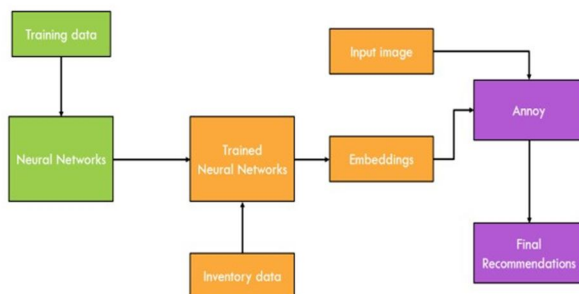 Training data
Input image
Neural Networks
Trained
Neural Networks
Embeddings
Annoy
Inventory data
Final
Recommendations